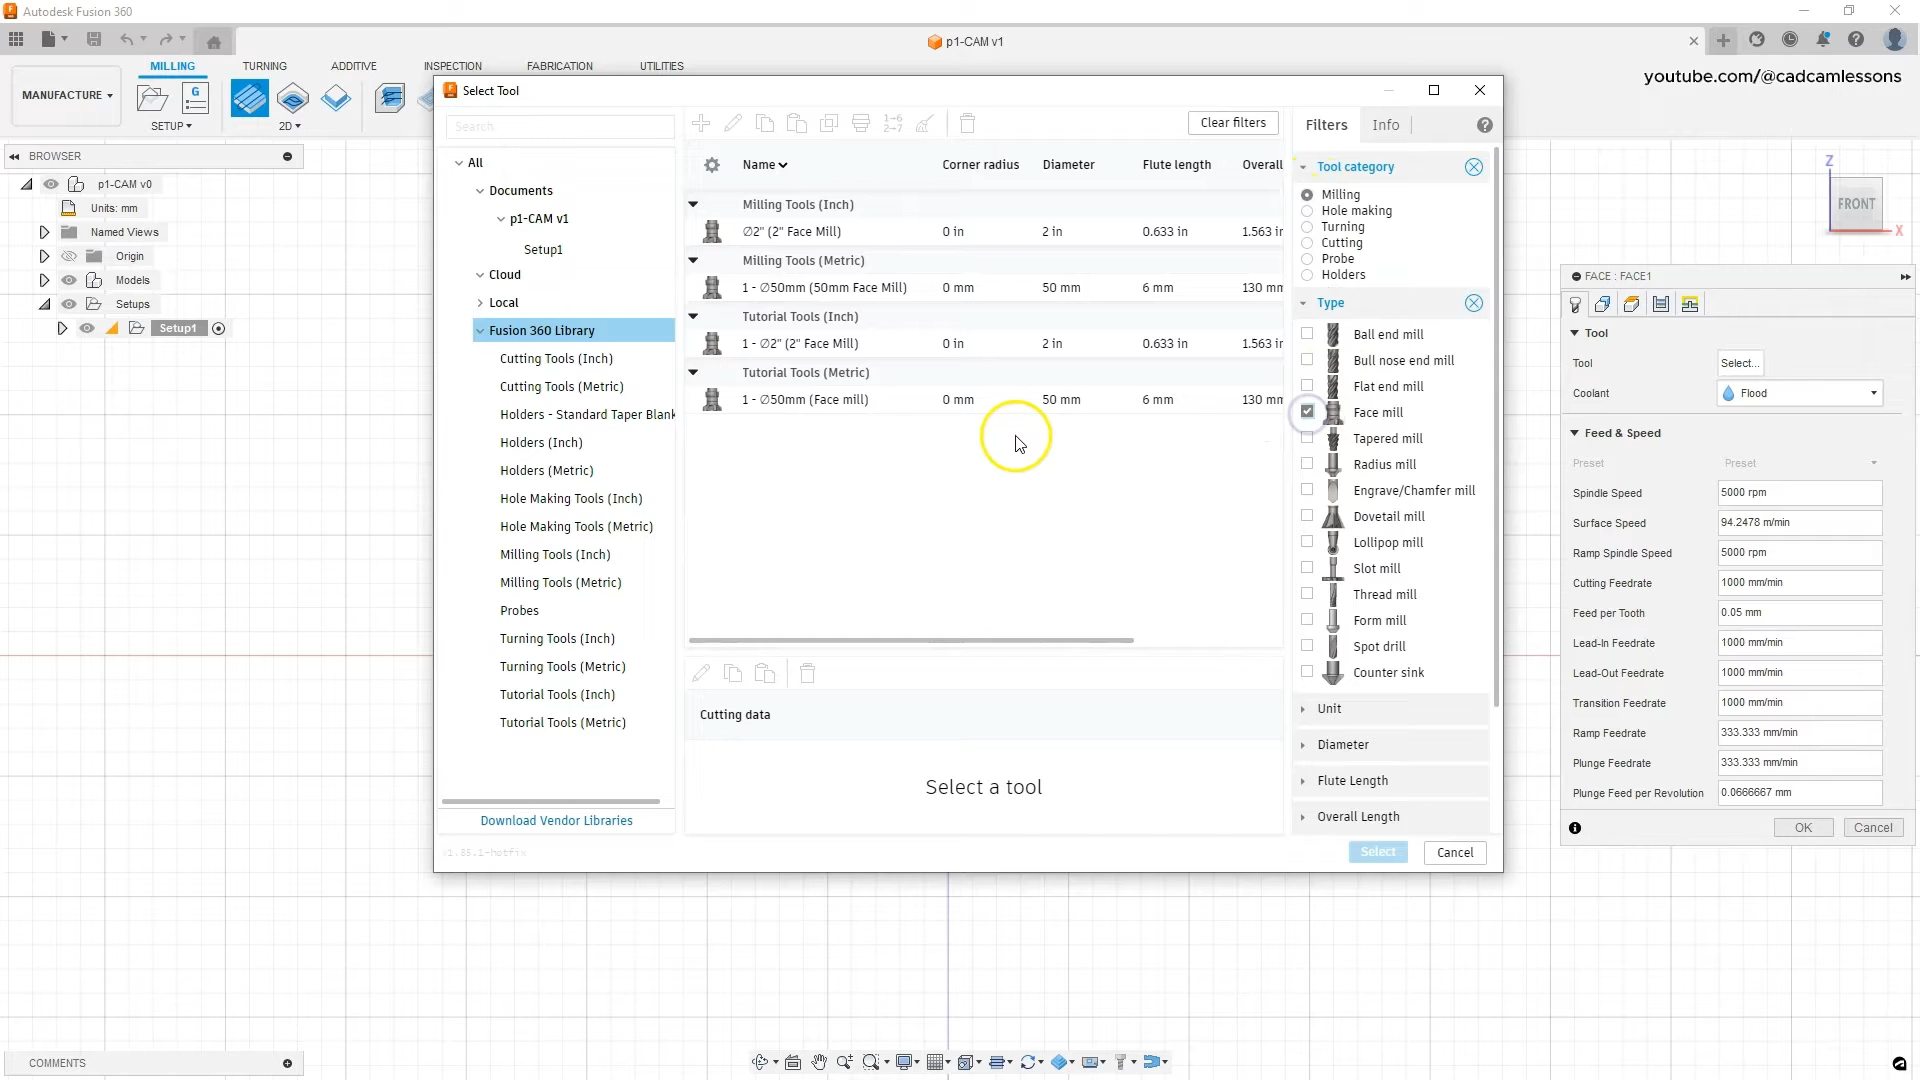 Autodesk Fusion 360
p1-CAM v1
youtube.com/@cadcamlessons
MILLING
TURNING
ADDITIVE
INSPECTION
FABRICATION
UTILITIES
MANUFACTURE
SETUP
2D
BROWSER
p1-CAM v0
Units: mm
Named Views
Origin
Models
Setups
Setup1
Select Tool
Search
All
Documents
p1-CAM v1
Setup1
Cloud
Local
Fusion 360 Library
Cutting Tools (Inch)
Cutting Tools (Metric)
Holders - Standard Taper Blank
Holders (Inch)
Holders (Metric)
Hole Making Tools (Inch)
Hole Making Tools (Metric)
Milling Tools (Inch)
Milling Tools (Metric)
Probes
Turning Tools (Inch)
Turning Tools (Metric)
Tutorial Tools (Inch)
Tutorial Tools (Metric)
Download Vendor Libraries
v1.85.1-hotfix
Clear filters
Name Corner radius Diameter Flute length Overall
Milling Tools (Inch)
∅2" (2" Face Mill) 0 in 2 in 0.633 in 1.563 in
Milling Tools (Metric)
1 - ∅50mm (50mm Face Mill) 0 mm 50 mm 6 mm 130 mm
Tutorial Tools (Inch)
1 - ∅2" (2" Face Mill) 0 in 2 in 0.633 in 1.563 in
Tutorial Tools (Metric)
1 - ∅50mm (Face mill) 0 mm 50 mm 6 mm 130 mm
Cutting data
Select a tool
Filters
Info
Tool category
Milling
Hole making
Turning
Cutting
Probe
Holders
Type
Ball end mill
Bull nose end mill
Flat end mill
Face mill
Tapered mill
Radius mill
Engrave/Chamfer mill
Dovetail mill
Lollipop mill
Slot mill
Thread mill
Form mill
Spot drill
Counter sink
Unit
Diameter
Flute Length
Overall Length
Select
Cancel
Z
FRONT
X
FACE : FACE1
Tool
Tool Select...
Coolant Flood
Feed & Speed
Preset Preset
Spindle Speed 5000 rpm
Surface Speed 94.2478 m/min
Ramp Spindle Speed 5000 rpm
Cutting Feedrate 1000 mm/min
Feed per Tooth 0.05 mm
Lead-In Feedrate 1000 mm/min
Lead-Out Feedrate 1000 mm/min
Transition Feedrate 1000 mm/min
Ramp Feedrate 333.333 mm/min
Plunge Feedrate 333.333 mm/min
Plunge Feed per Revolution 0.0666667 mm
OK
Cancel
COMMENTS